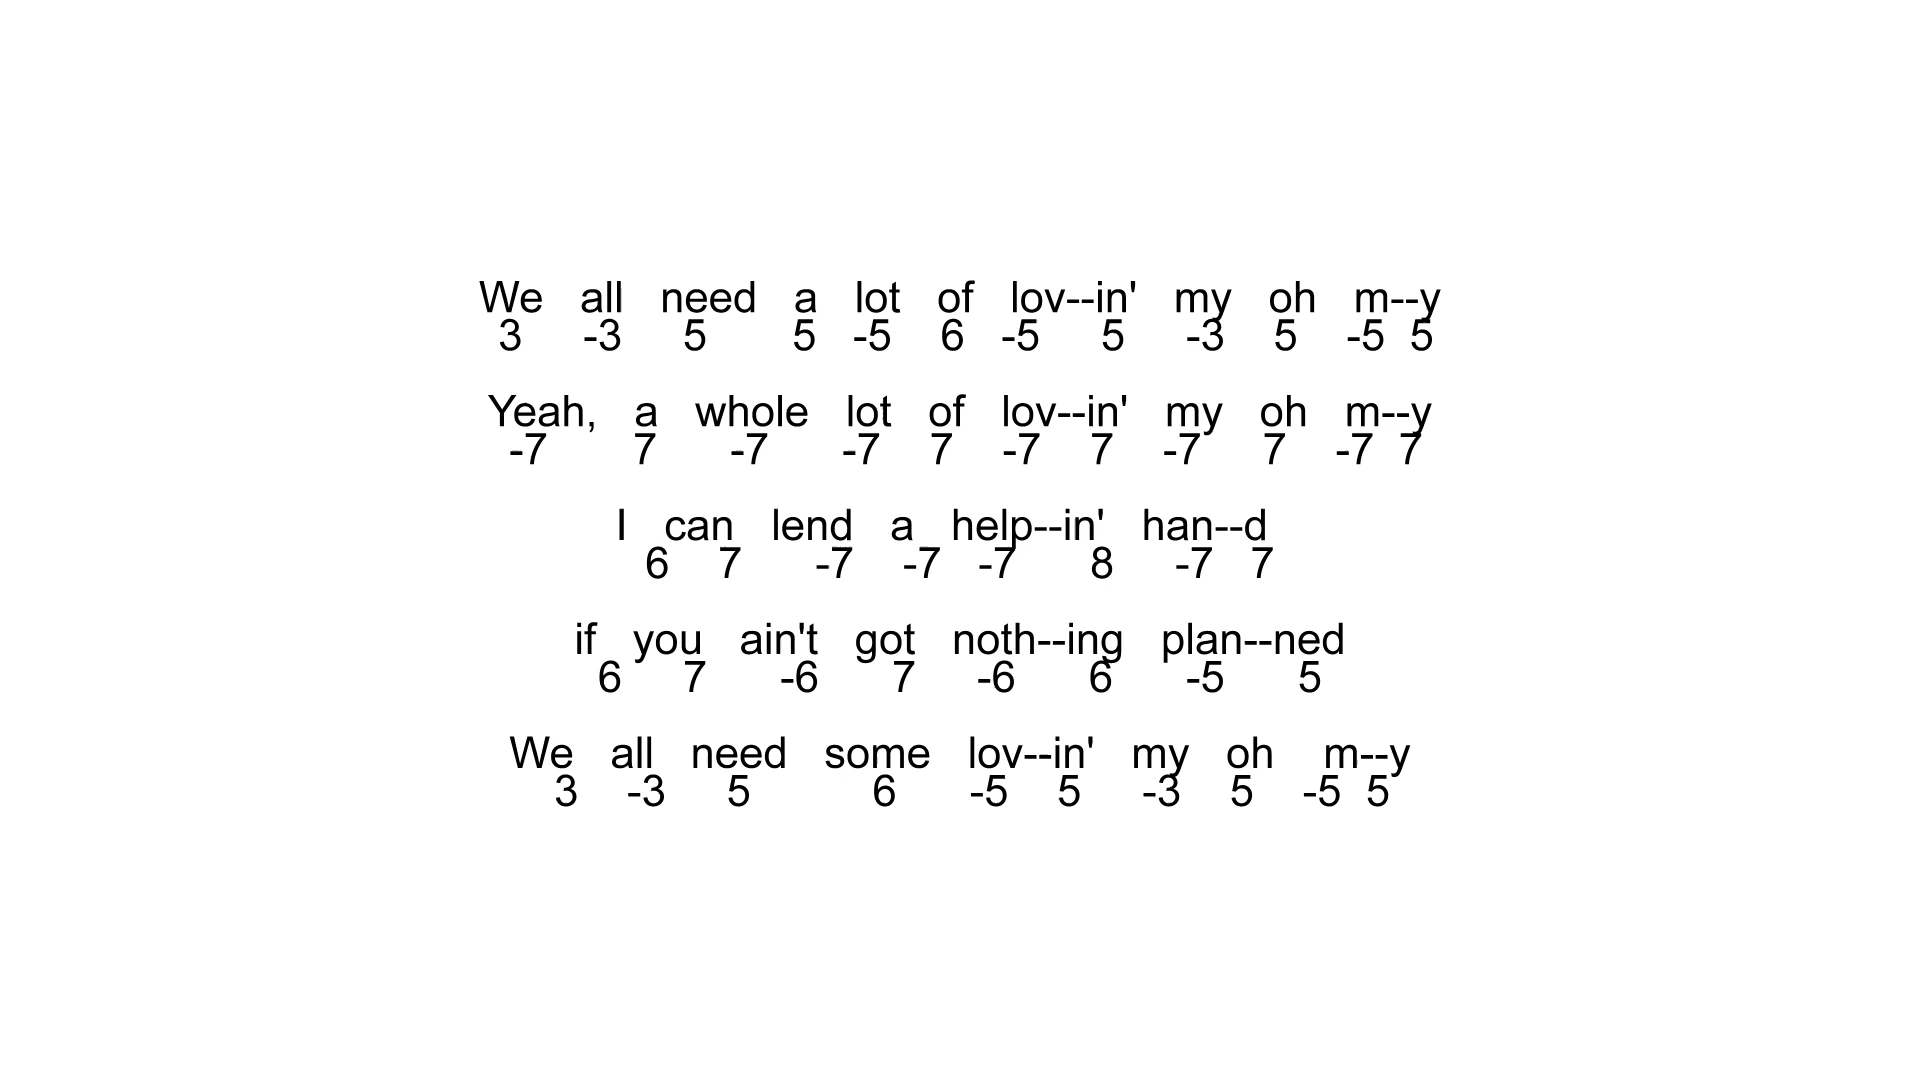 We all need a lot of lov--in' my oh m--y
3 -3 5 5 -5 6 -5 5 -3 5 -5 5
Yeah, a whole lot of lov--in' my oh m--y
-7 7 -7 -7 7 -7 7 -7 7 -7 7
I can lend a help--in' han--d
6 7 -7 -7 -7 8 -7 7
if you ain't got noth--ing plan--ned
6 7 -6 7 -6 6 -5 5
We all need some lov--in' my oh m--y
3 -3 5 6 -5 5 -3 5 -5 5